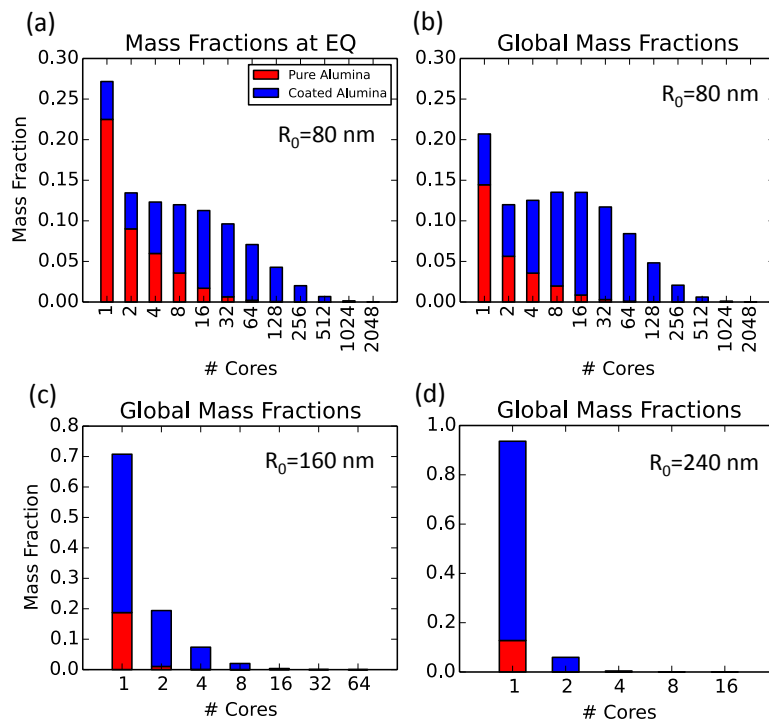 (a)
Mass Fractions at EQ
0.30
0.25
0.20
0.15
0.10
0.05
0.00
Mass Fraction
Pure Alumina
Coated Alumina
R0=80 nm
1 2 4 8 16 32 64 128 256 512 1024 2048
# Cores
(b)
Global Mass Fractions
0.30
0.25
0.20
0.15
0.10
0.05
0.00
R0=80 nm
1 2 4 8 16 32 64 128 256 512 1024 2048
# Cores
(c)
Global Mass Fractions
0.8
0.7
0.6
0.5
0.4
0.3
0.2
0.1
0.0
Mass Fraction
R0=160 nm
1 2 4 8 16 32 64
# Cores
(d)
Global Mass Fractions
1.0
0.8
0.6
0.4
0.2
0.0
R0=240 nm
1 2 4 8 16
# Cores